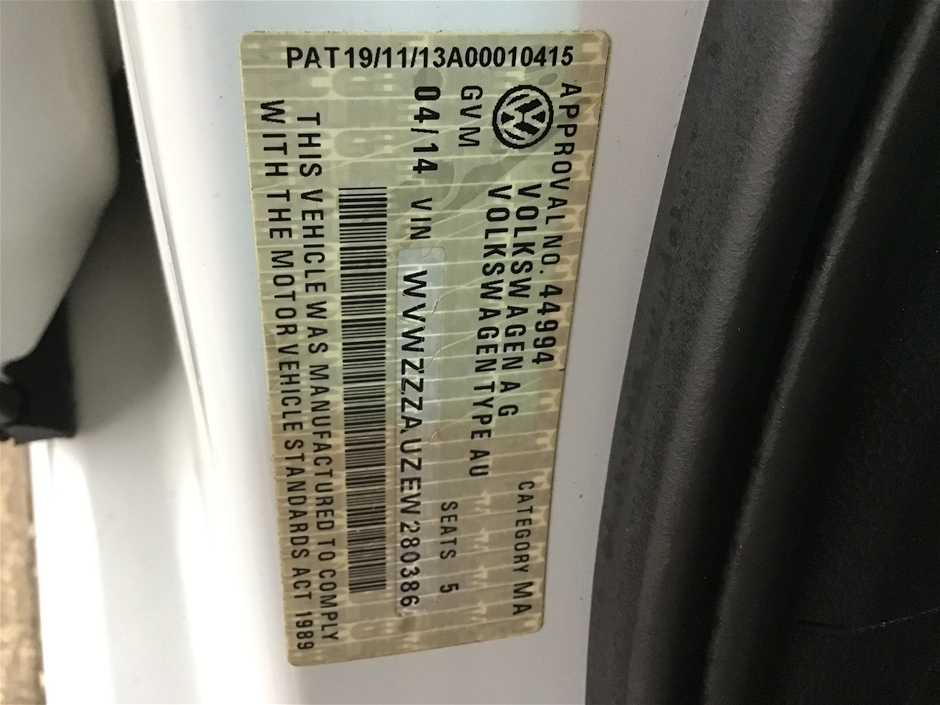 PAT19/11/13A00010415
APPROVAL NO. 44994 CATEGORY MA
VOLKSWAGEN AG
VOLKSWAGEN TYPE AU
GVM SEATS 5
04/14 VIN WVWZZZAUZEW280386
THIS VEHICLE WAS MANUFACTURED TO COMPLY
WITH THE MOTOR VEHICLE STANDARDS ACT 1989